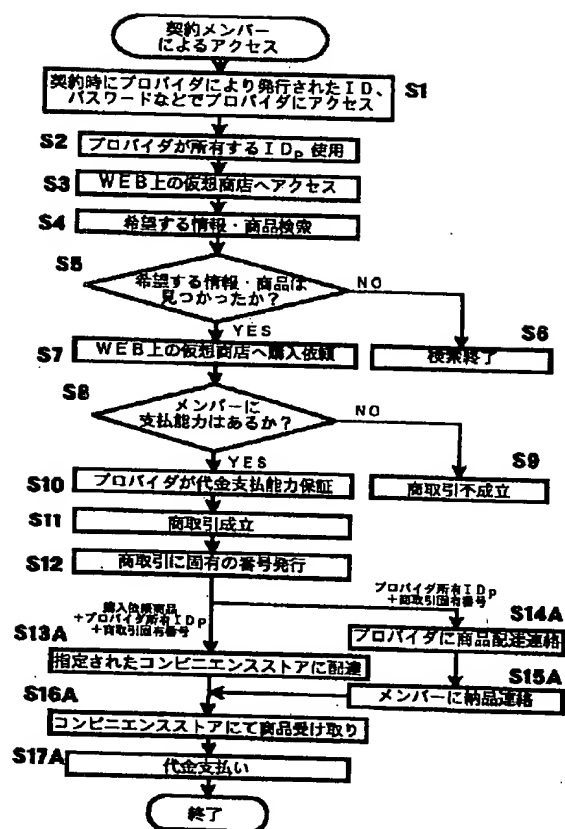 契約メンバー
によるアクセス
契約時にプロバイダにより発行されたID、
パスワードなどでプロバイダにアクセス
S1
S2
プロバイダが所有するIDP 使用
S3
WEB上の仮想商店へアクセス
S4
希望する情報・商品検索
S5
希望する情報・商品は
見つかったか?
NO
YES
S6
検索終了
S7
WEB上の仮想商店へ購入依頼
S8
メンバーに
支払能力はあるか?
NO
YES
S9
商取引不成立
S10
プロバイダが代金支払能力保証
S11
商取引成立
S12
商取引に固有の番号発行
購入依頼商品
+プロバイダ所有IDP
+商取引固有番号
プロバイダ所有IDP
+商取引固有番号
S13A
指定されたコンビニエンスストアに配達
S14A
プロバイダに商品配達連絡
S15A
メンバーに納品連絡
S16A
コンビニエンスストアにて商品受け取り
S17A
代金支払い
終了